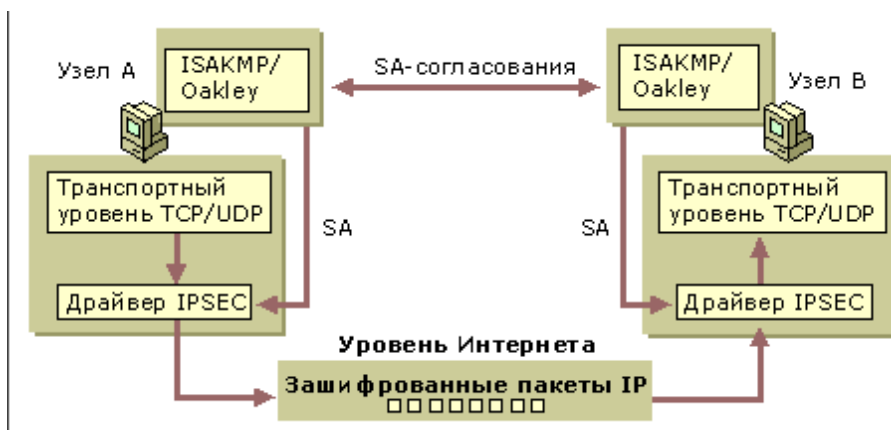 Узел A
ISAKMP/
Oakley
SA-согласования
ISAKMP/
Oakley
Узел B
Транспортный
уровень TCP/UDP
SA
SA
Транспортный
уровень TCP/UDP
Драйвер IPSEC
Драйвер IPSEC
Уровень Интернета
Зашифрованные пакеты IP